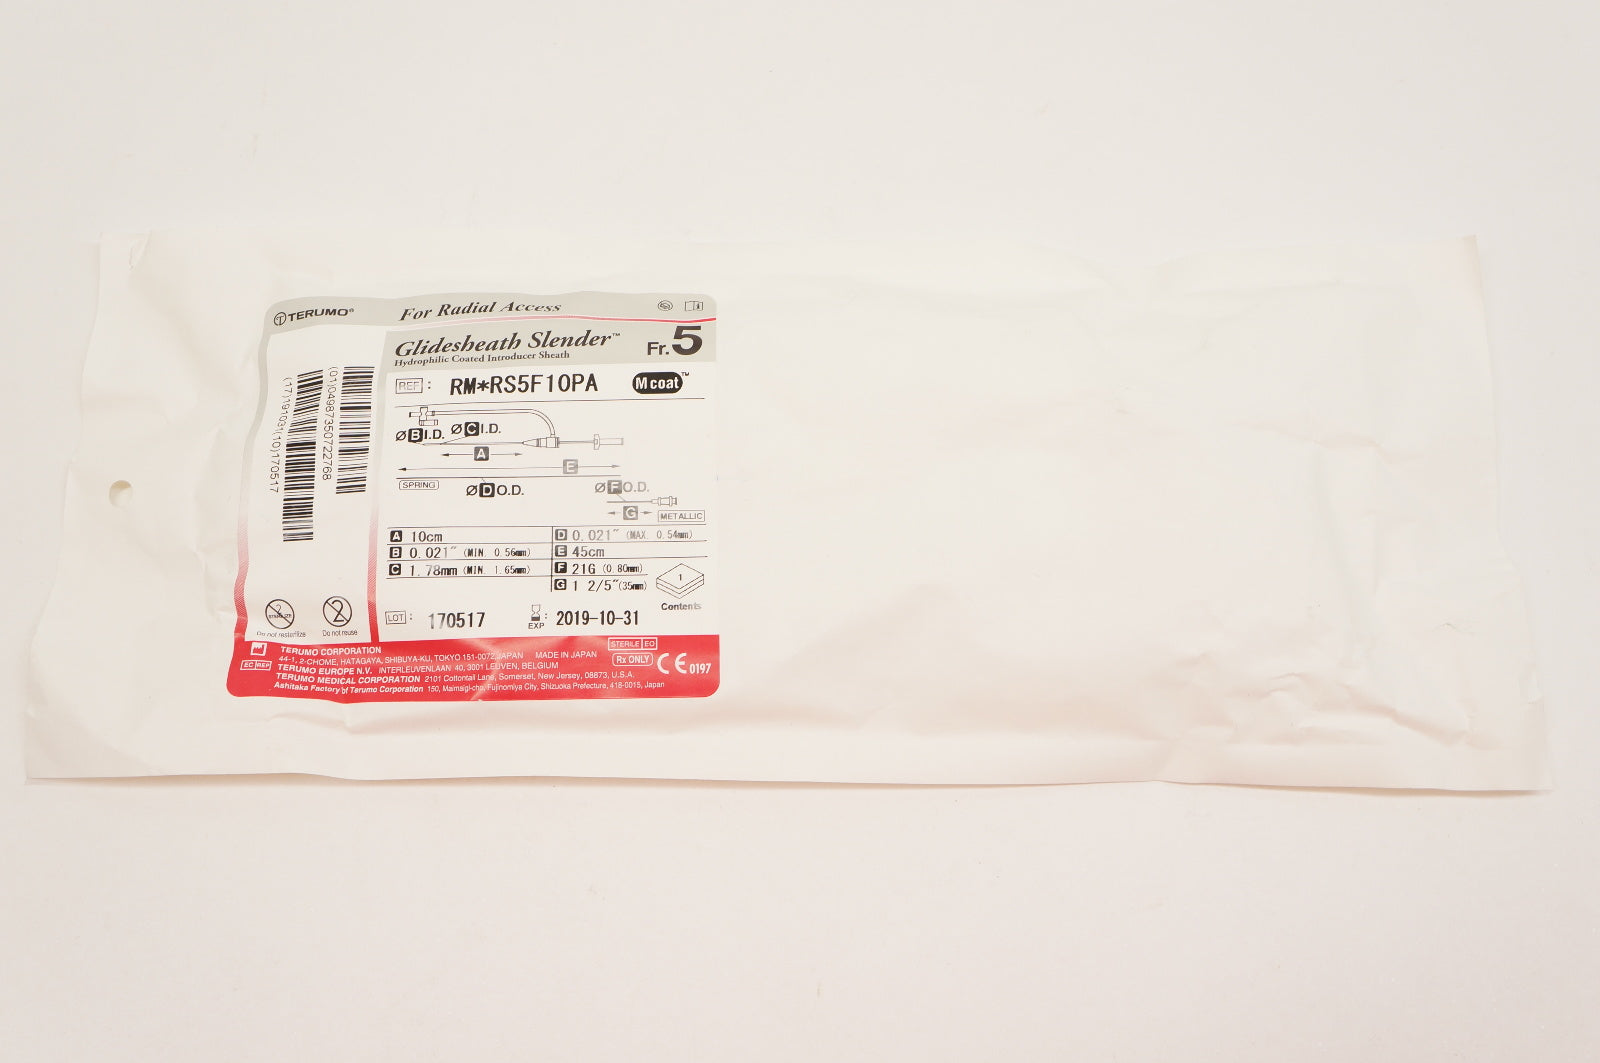 TERUMO®
For Radial Access
Glidesheath Slender™
Hydrophilic Coated Introducer Sheath
Fr.5
REF: RM*RS5F10PA
M coat™
(01)04987350722768
(17)191031(10)170517
Ø B I.D. Ø C I.D.
A
E
SPRING
Ø D O.D. Ø F O.D.
G
METALLIC
A 10cm
B 0.021" (MIN. 0.56mm)
C 1.78mm (MIN. 1.65mm)
D 0.021" (MAX. 0.54mm)
E 45cm
F 21G (0.80mm)
G 1 2/5"(35mm)
1
Contents
2
STERILIZE
Do not resterilize
2
Do not reuse
LOT: 170517
EXP: 2019-10-31
TERUMO CORPORATION
44-1, 2-CHOME, HATAGAYA, SHIBUYA-KU, TOKYO 151-0072, JAPAN MADE IN JAPAN
EC REP TERUMO EUROPE N.V. INTERLEUVENLAAN 40, 3001 LEUVEN, BELGIUM
TERUMO MEDICAL CORPORATION 2101 Cottontail Lane, Somerset, New Jersey, 08873, U.S.A.
Ashitaka Factory of Terumo Corporation 150, Maimaigi-cho, Fujinomiya City, Shizuoka Prefecture, 418-0015, Japan
STERILE EO
Rx ONLY
CE 0197